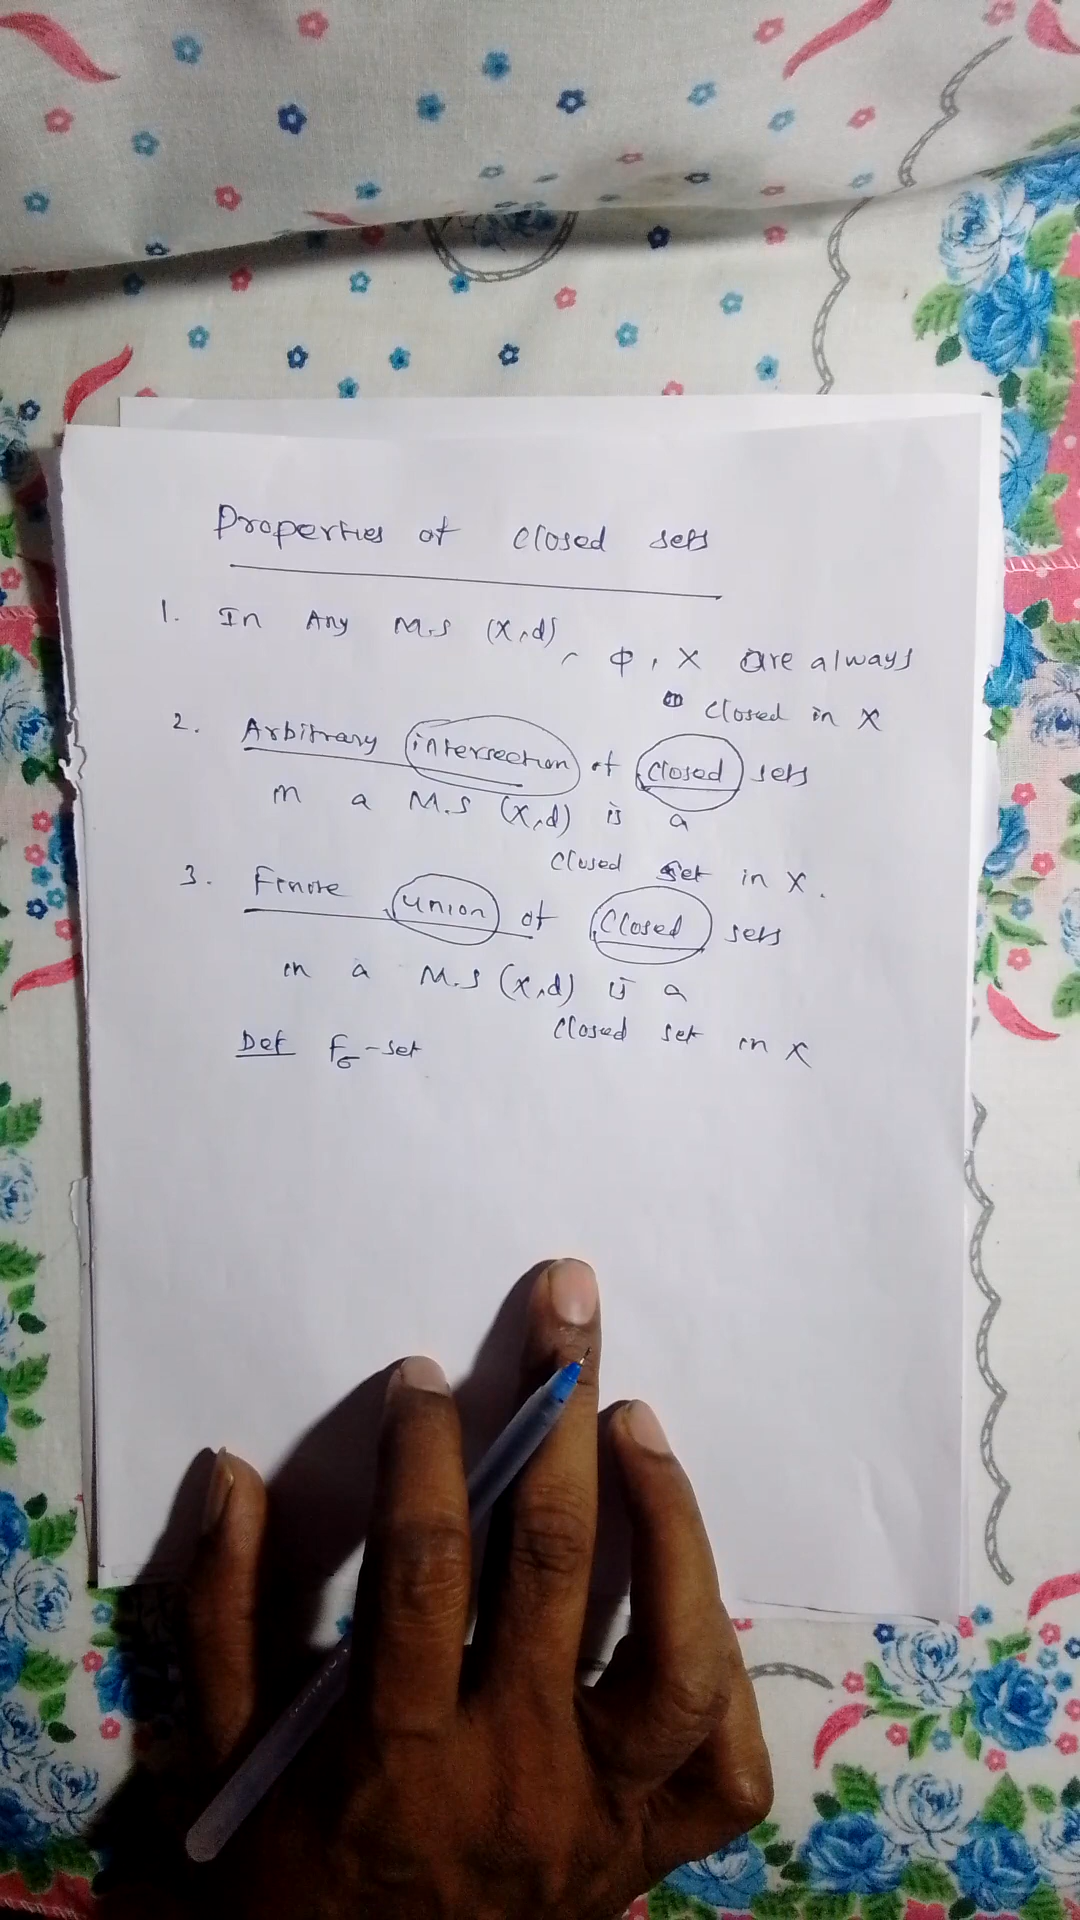 Properties of closed sets
1. In Any M.S (X,d), φ, X are always
closed in X
2. Arbitrary intersection of closed sets
in a M.S (X,d) is a
closed set in X.
3. Finite union of closed sets
in a M.S (X,d) is a
closed set in X
Def Fσ-set